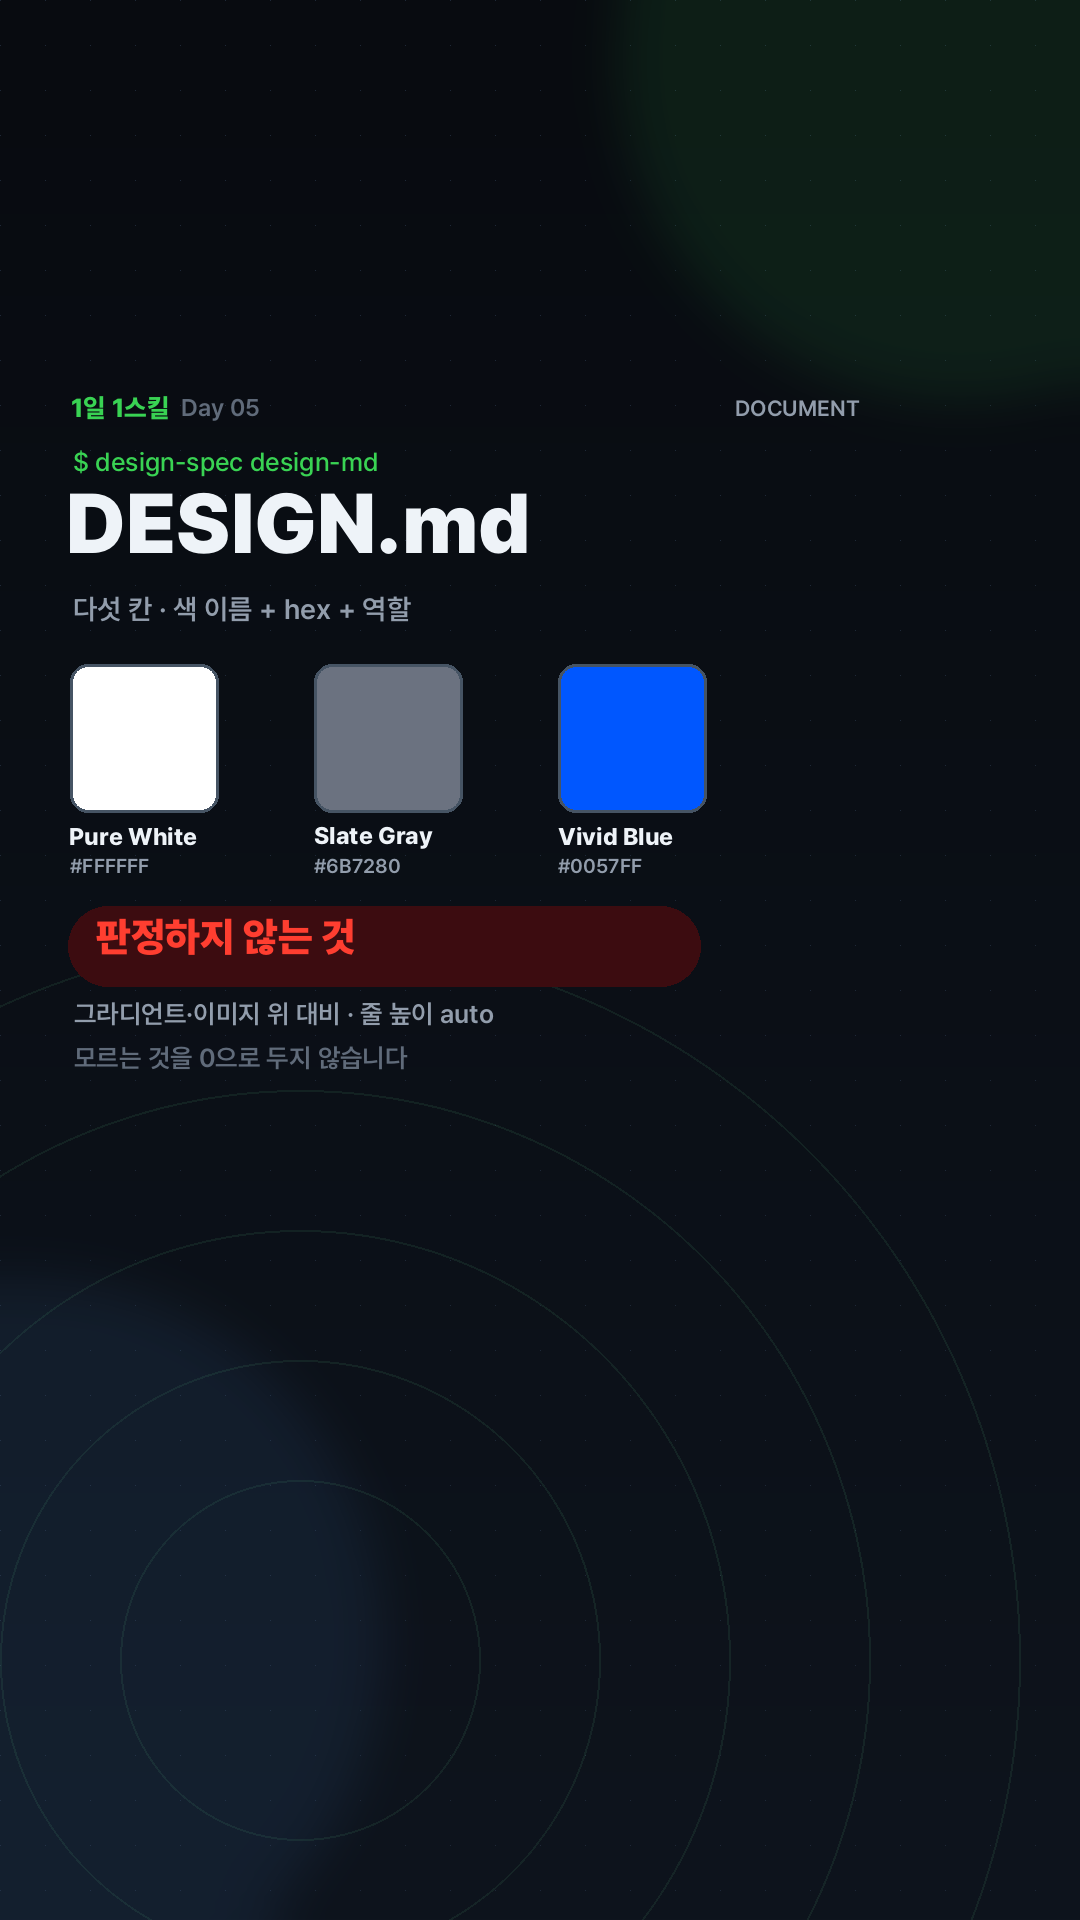 1일 1스킬 Day 05 DOCUMENT
$ design-spec design-md
DESIGN.md
다섯 칸 · 색 이름 + hex + 역할
Pure White Slate Gray Vivid Blue
#FFFFFF #6B7280 #0057FF
판정하지 않는 것
그라디언트·이미지 위 대비 · 줄 높이 auto
모르는 것을 0으로 두지 않습니다